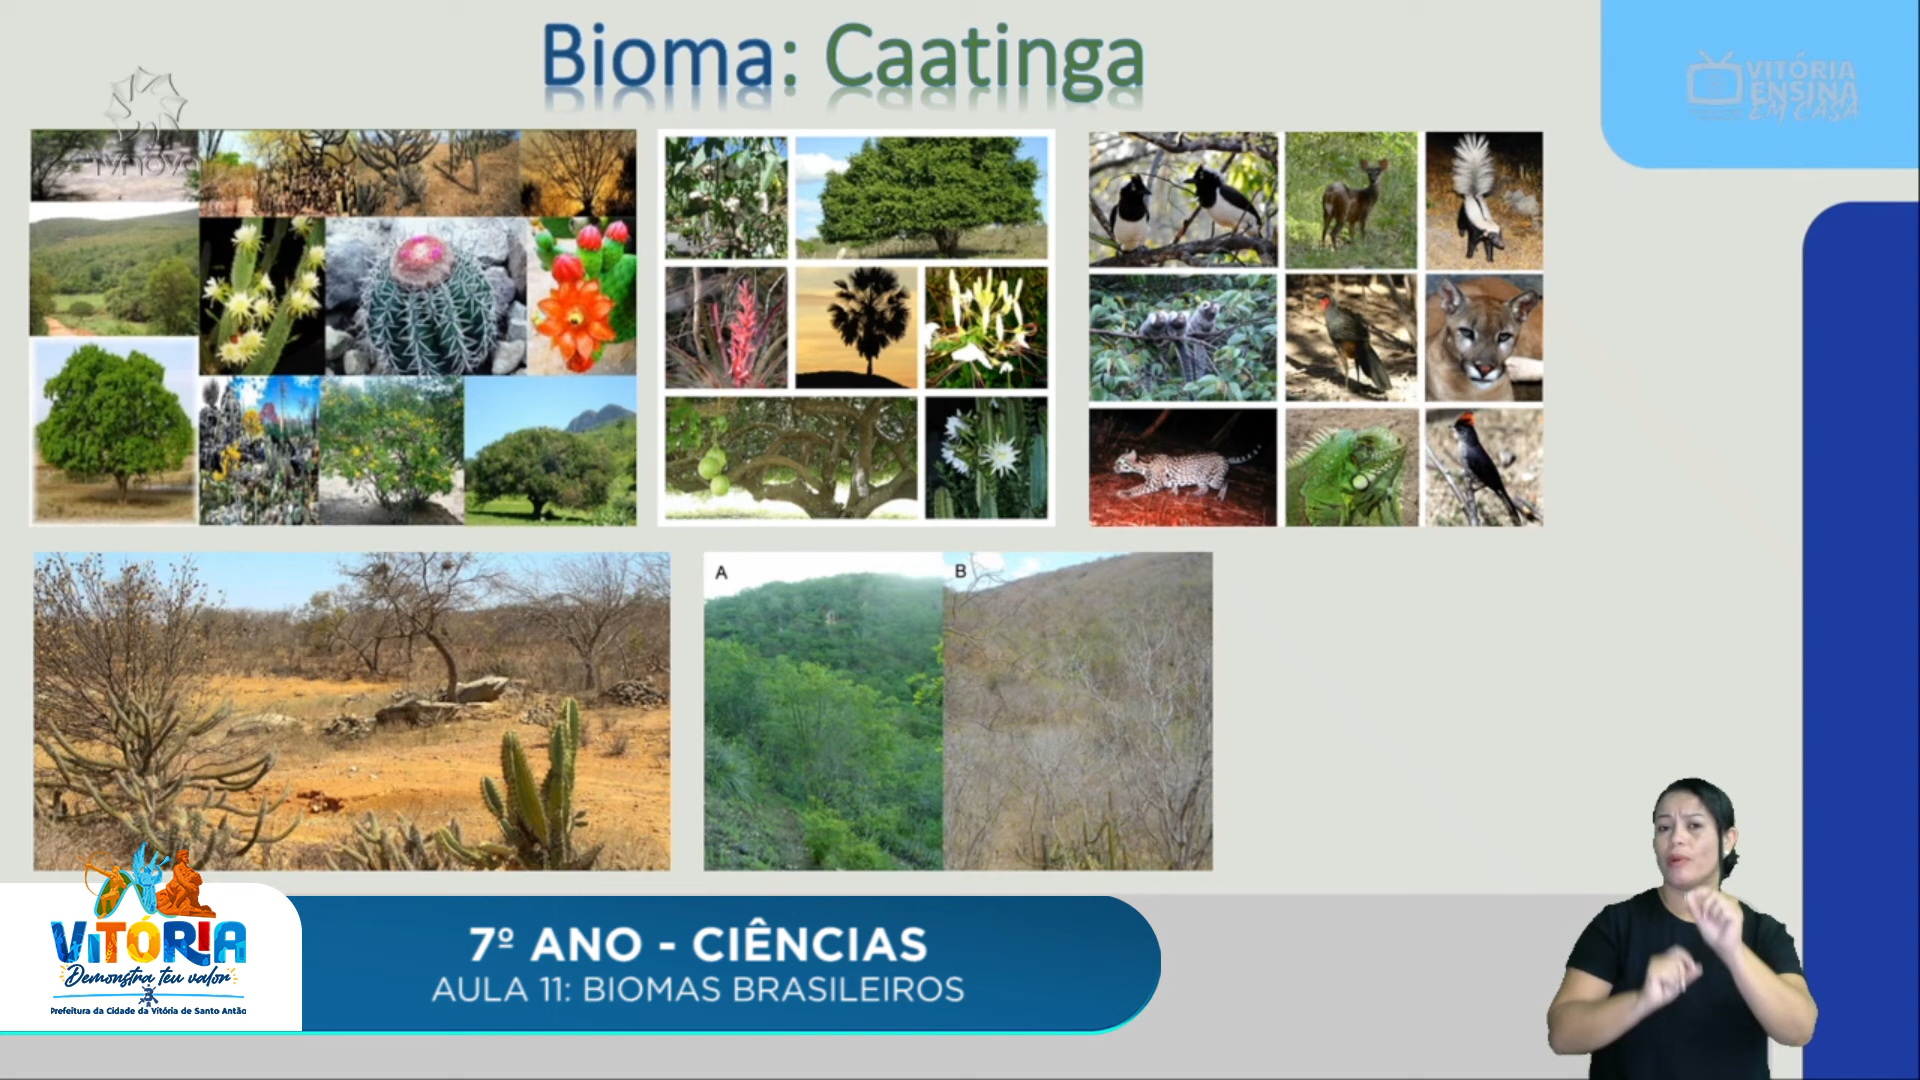 Bioma: Caatinga
VITÓRIA
ENSINA
EM CASA
A
B
VITÓRIA
Demonstra teu valor
Prefeitura da Cidade da Vitória de Santo Antão
7º ANO - CIÊNCIAS
AULA 11: BIOMAS BRASILEIROS